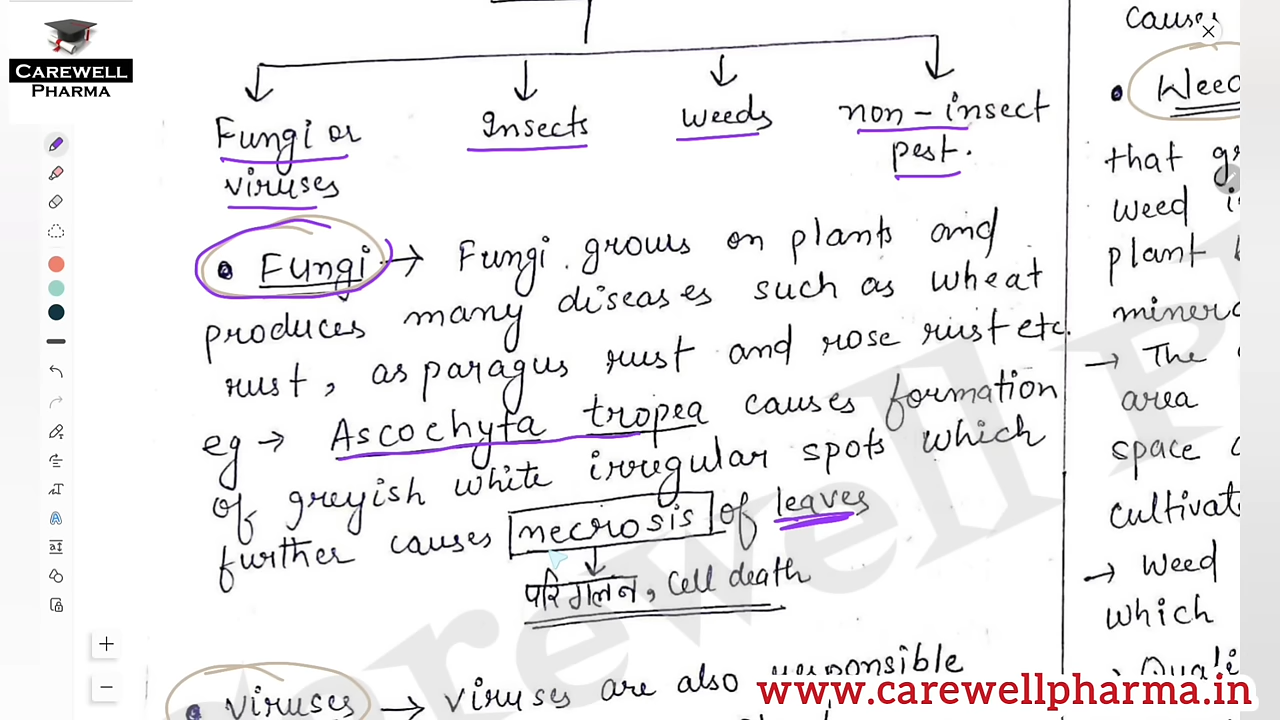 CAREWELL
PHARMA
Fungi or
viruses
Insects
weeds
non-insect
pest.
• Fungi → Fungi grows on plants and
produces many diseases such as wheat
rust, asparagus rust and rose rust etc.
eg → Ascochyta tropea causes formation
of greyish white irregular spots which
further causes necrosis of leaves
परिगलन, Cell death
• viruses → viruses are also responsible
causes
• Weed
that
weed
plant
→ The
area
space
cultivat
→ Weed
which
www.carewellpharma.in